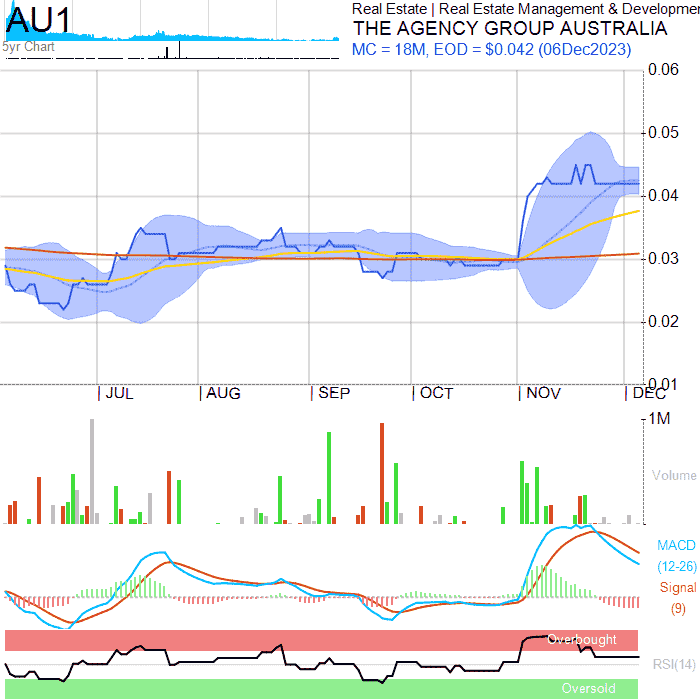 AU1
Real Estate | Real Estate Management & Developmen
THE AGENCY GROUP AUSTRALIA
MC = 18M, EOD = $0.042 (06Dec2023)
5yr Chart
0.06
0.05
0.04
0.03
0.02
0.01
JUL AUG SEP OCT NOV DEC
1M
Volume
MACD
(12-26)
Signal
(9)
Overbought
RSI(14)
Oversold